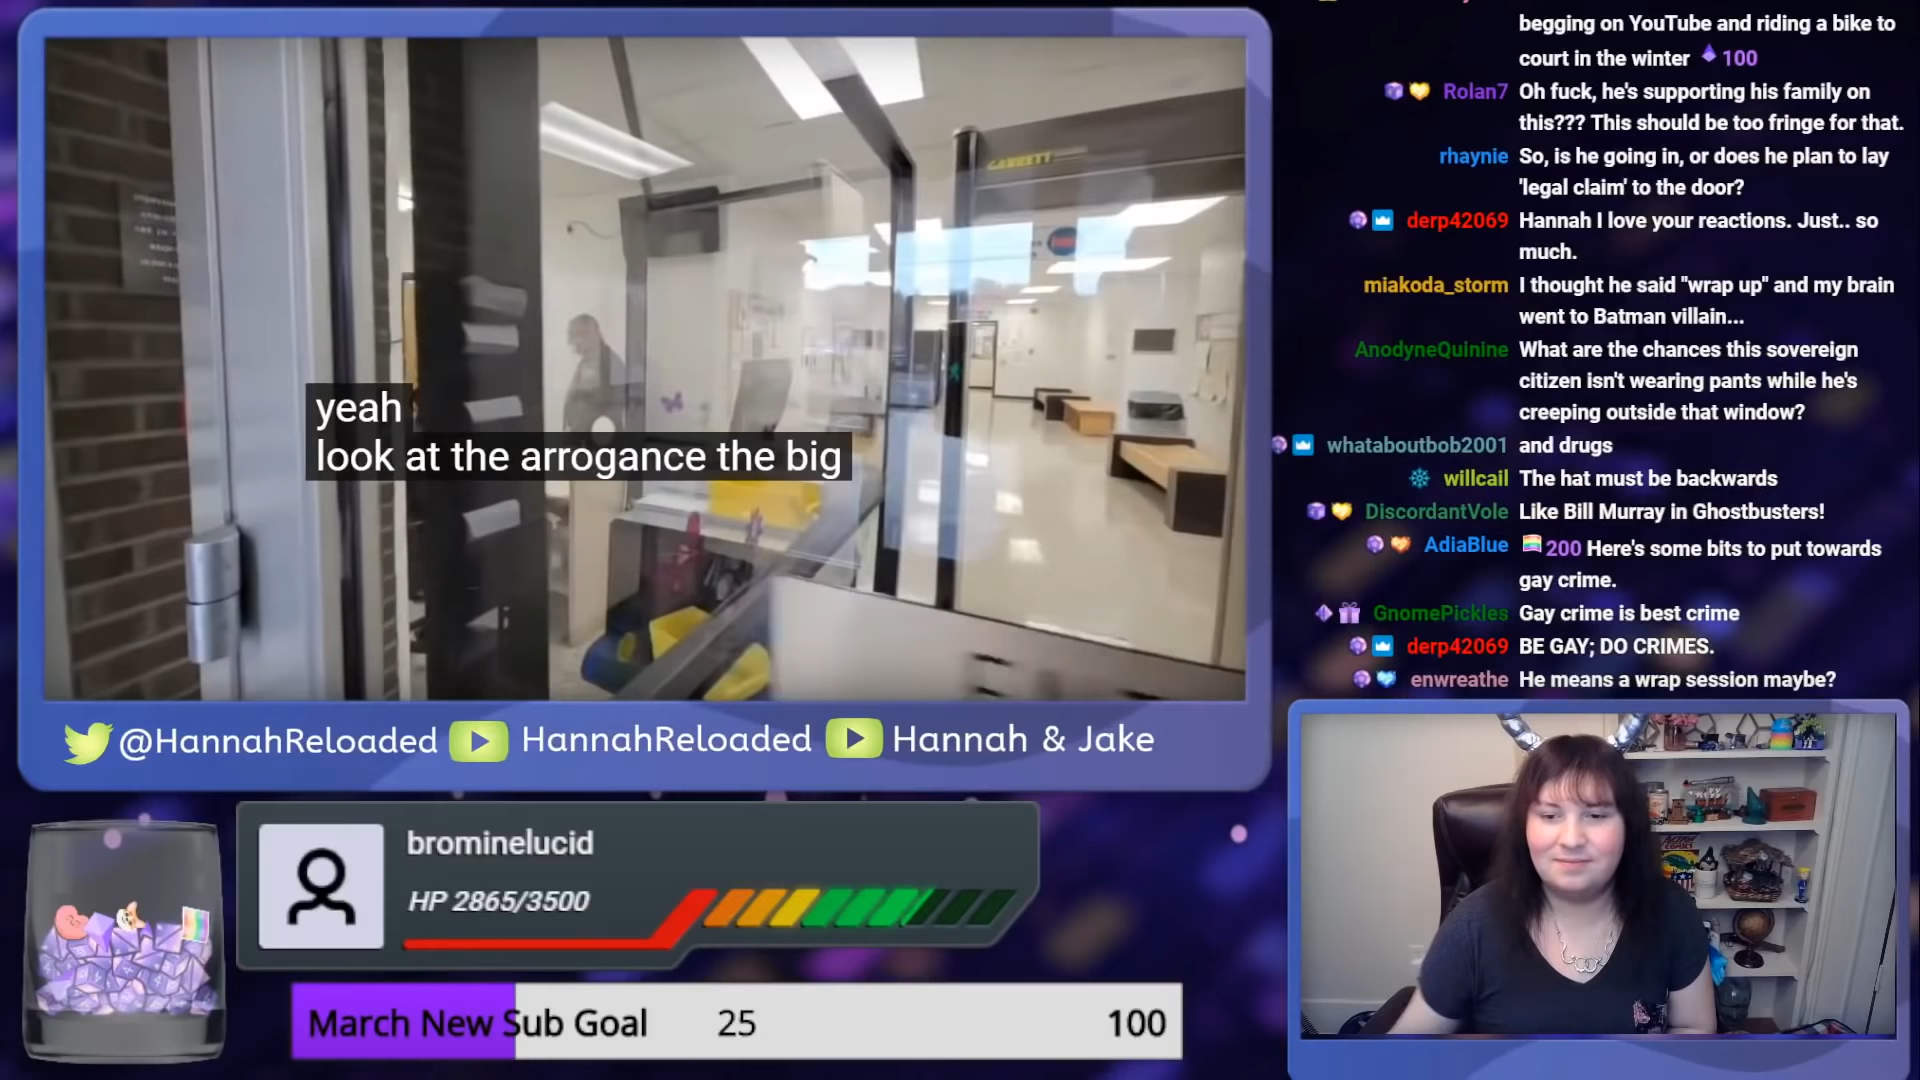 GARRETT
yeah
look at the arrogance the big
@HannahReloaded HannahReloaded Hannah & Jake
brominelucid
HP 2865/3500
March New Sub Goal 25 100
begging on YouTube and riding a bike to
court in the winter 100
Rolan7 Oh fuck, he's supporting his family on
this??? This should be too fringe for that.
rhaynie So, is he going in, or does he plan to lay
'legal claim' to the door?
derp42069 Hannah I love your reactions. Just.. so
much.
miakoda_storm I thought he said "wrap up" and my brain
went to Batman villain...
AnodyneQuinine What are the chances this sovereign
citizen isn't wearing pants while he's
creeping outside that window?
whataboutbob2001 and drugs
willcail The hat must be backwards
DiscordantVole Like Bill Murray in Ghostbusters!
AdiaBlue 200 Here's some bits to put towards
gay crime.
GnomePickles Gay crime is best crime
derp42069 BE GAY; DO CRIMES.
enwreathe He means a wrap session maybe?